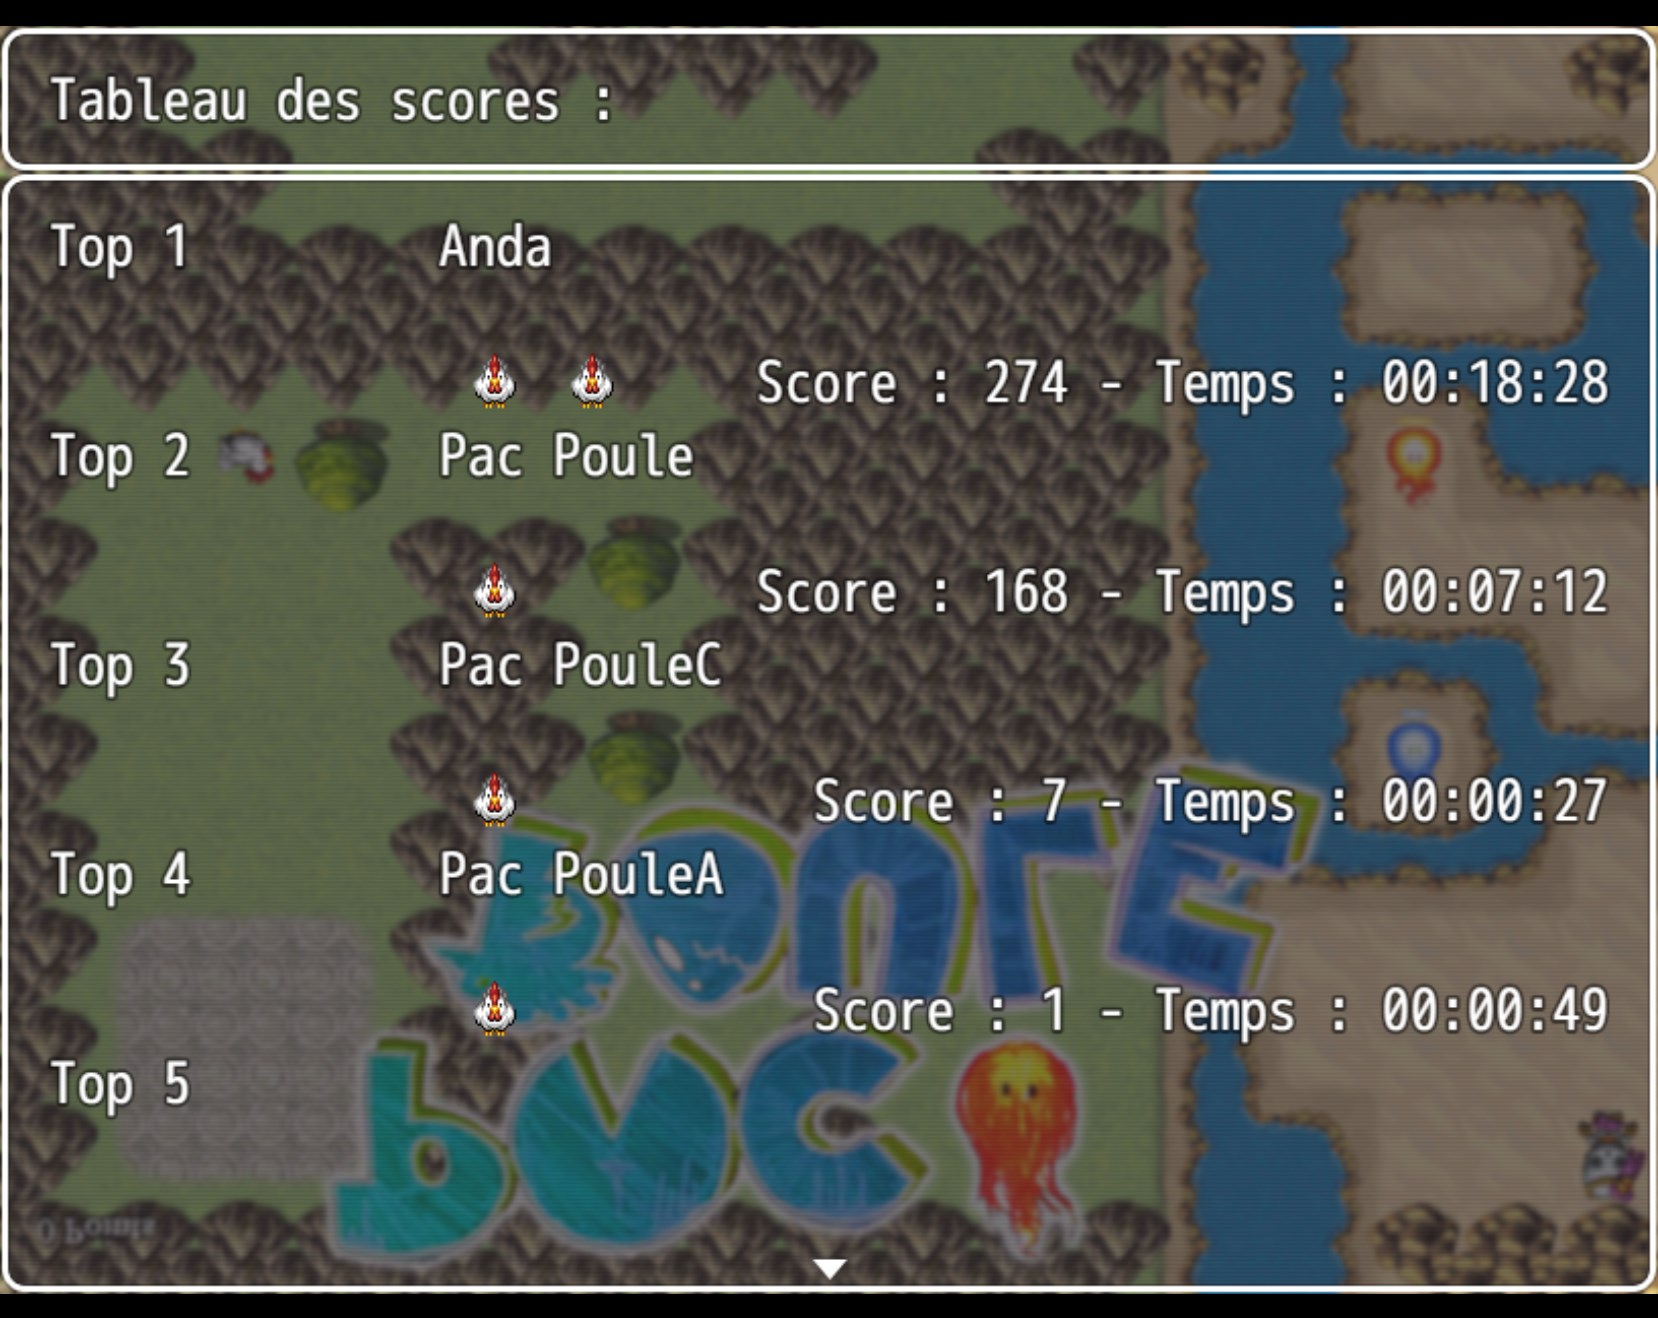 Tableau des scores :
Top 1 Anda
Score : 274 - Temps : 00:18:28
Top 2 Pac Poule
Score : 168 - Temps : 00:07:12
Top 3 Pac PouleC
Score : 7 - Temps : 00:00:27
Top 4 Pac PouleA
Score : 1 - Temps : 00:00:49
Top 5
0 Points